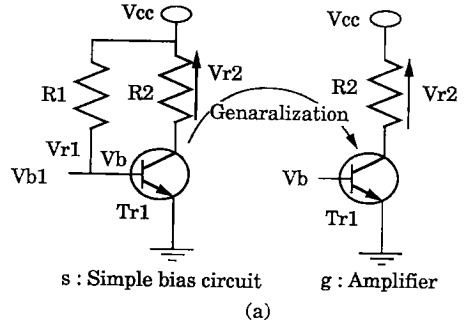 Vcc
R1
R2
Vr2
Vr1
Vb
Vb1
Tr1
Genaralization
s : Simple bias circuit
Vcc
R2
Vr2
Vb
Tr1
g : Amplifier
(a)